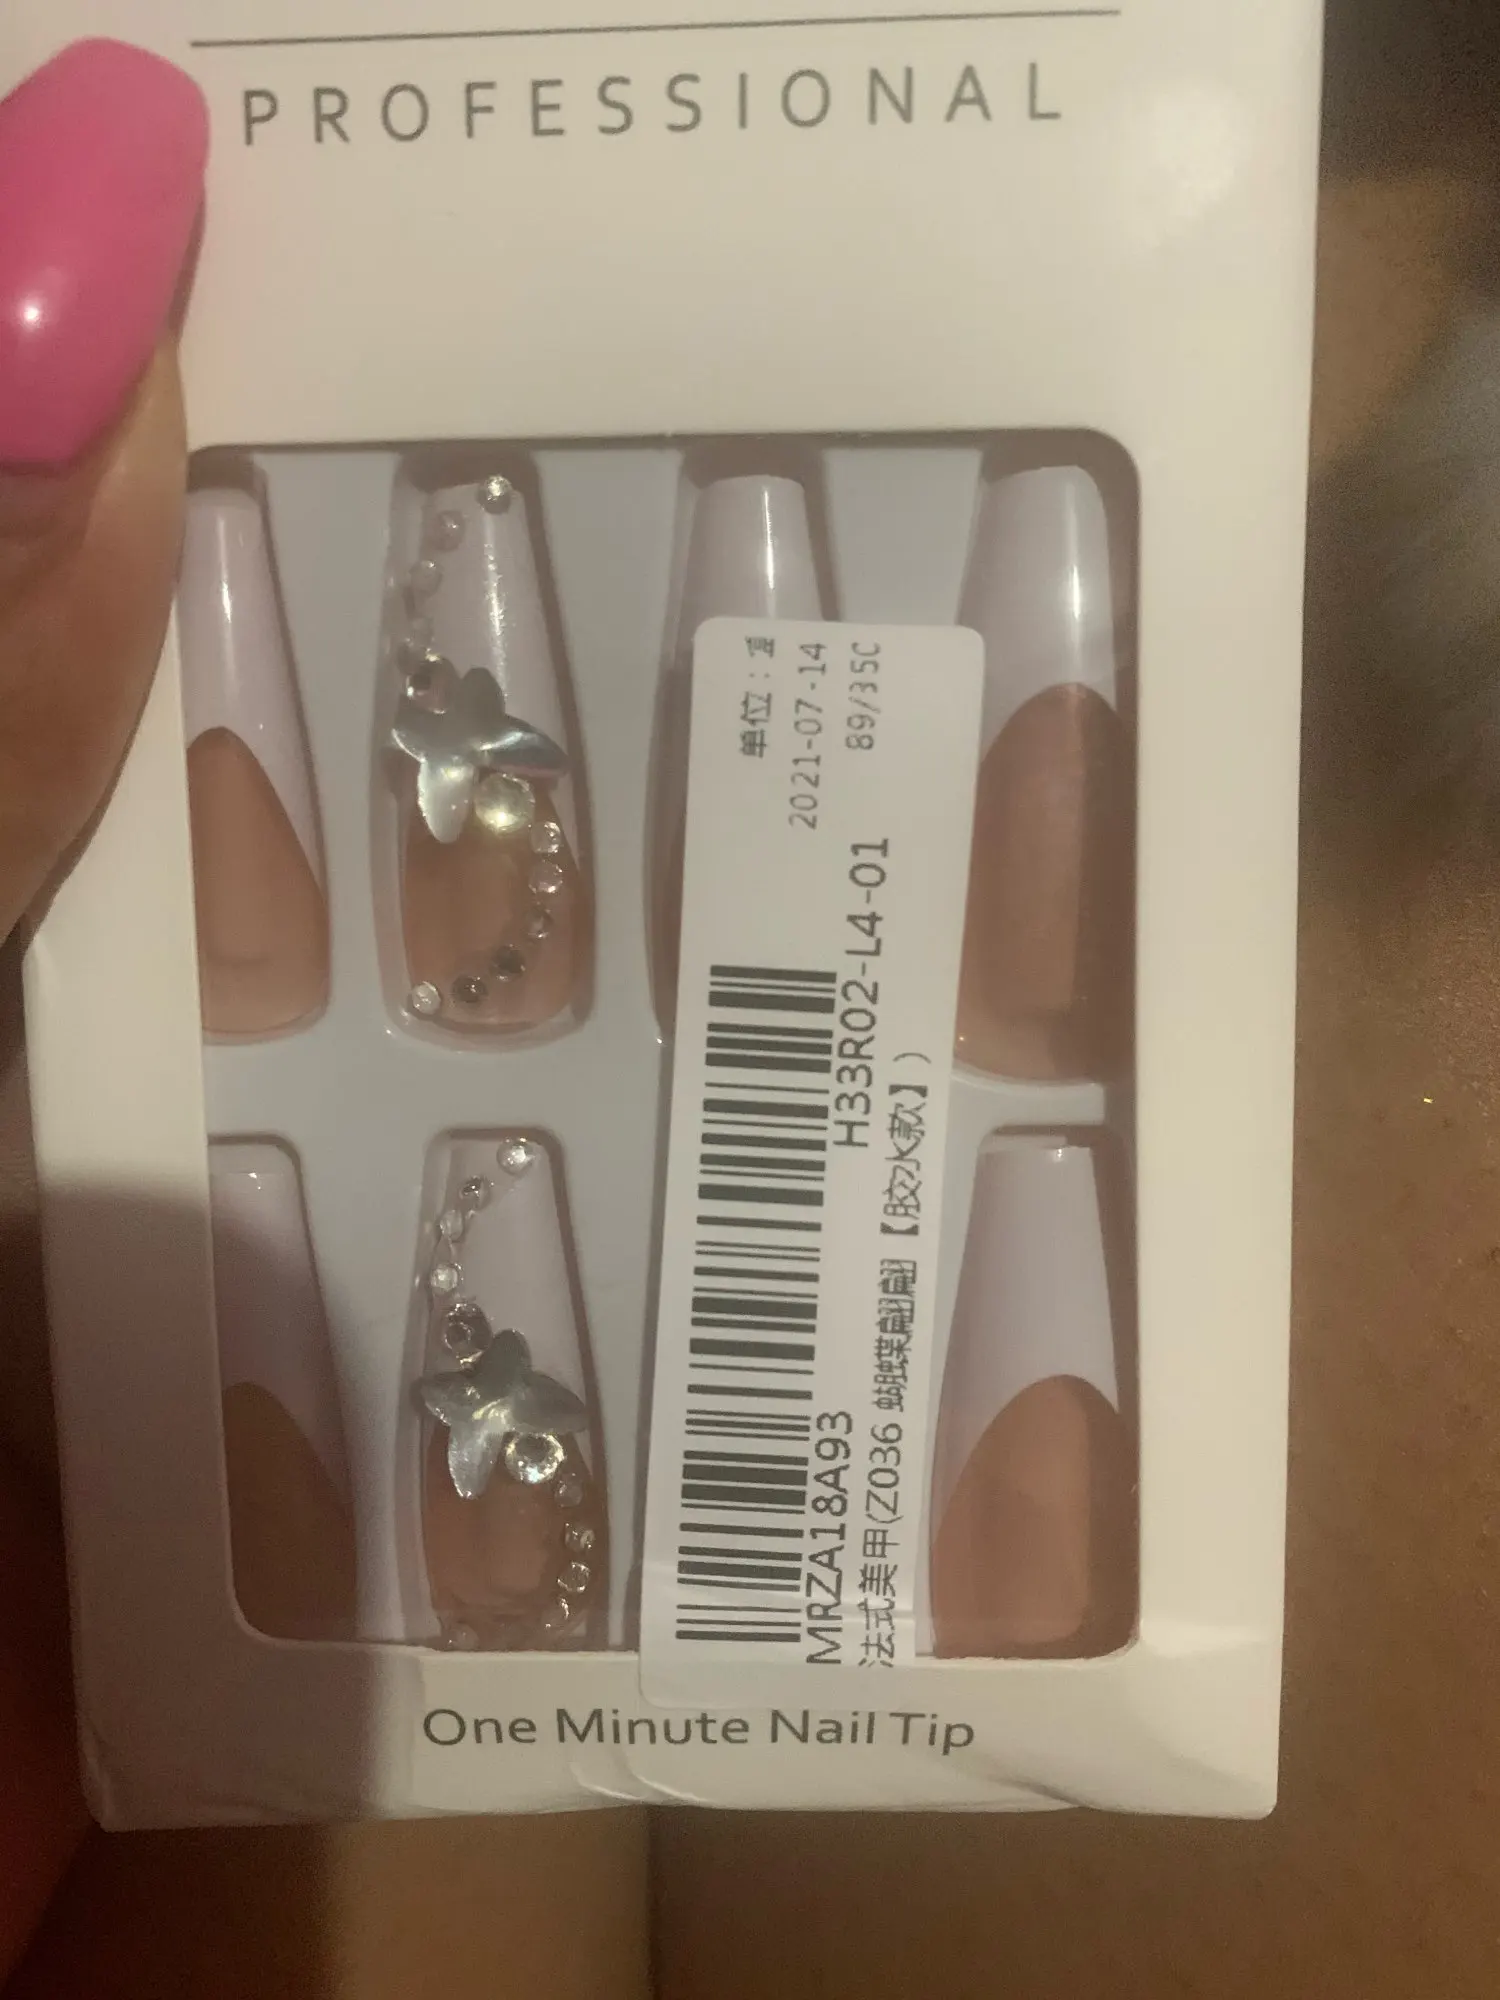 PROFESSIONAL
单位：盒
2021-07-14
89/35C
H33R02-L4-01
MRZA18A93
法式美甲(Z036 蝴蝶翩翩【胶水款】)
One Minute Nail Tip